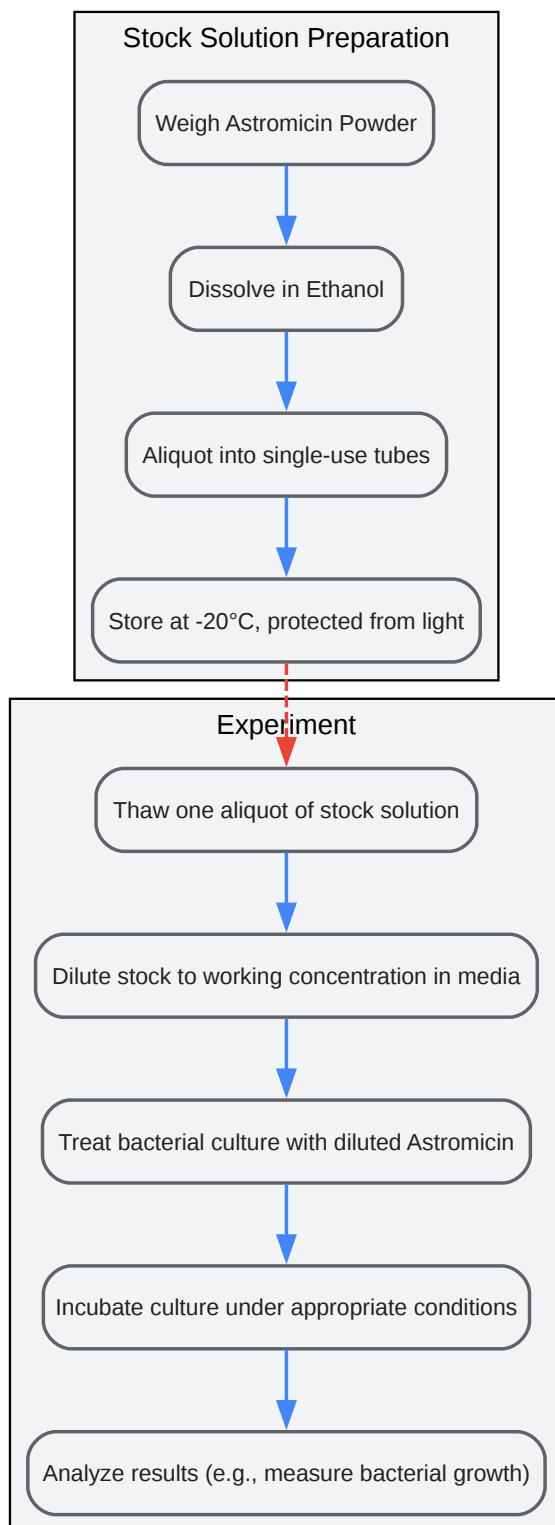 Stock Solution Preparation
Weigh Astromicin Powder
Dissolve in Ethanol
Aliquot into single-use tubes
Store at -20°C, protected from light
Experiment
Thaw one aliquot of stock solution
Dilute stock to working concentration in media
Treat bacterial culture with diluted Astromicin
Incubate culture under appropriate conditions
Analyze results (e.g., measure bacterial growth)